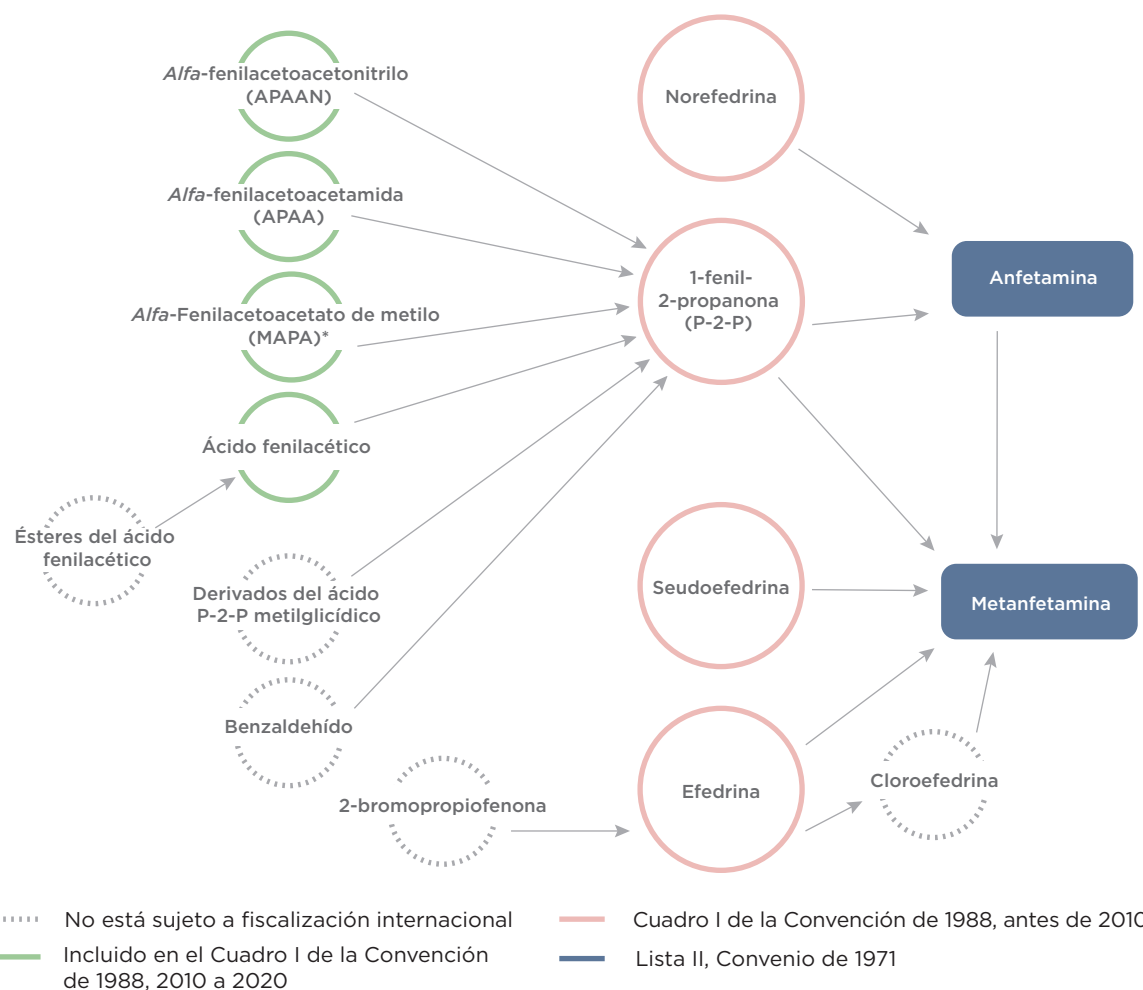 Alfa-fenilacetoacetonitrilo
(APAAN)
Norefedrina
Alfa-fenilacetoacetamida
(APAA)
1-fenil-
2-propanona
(P-2-P)
Anfetamina
Alfa-Fenilacetoacetato de metilo
(MAPA)*
Ácido fenilacético
Ésteres del ácido
fenilacético
Derivados del ácido
P-2-P metilglicídico
Seudoefedrina
Metanfetamina
Benzaldehído
2-bromopropiofenona
Efedrina
Cloroefedrina
No está sujeto a fiscalización internacional
Incluido en el Cuadro I de la Convención
de 1988, 2010 a 2020
Cuadro I de la Convención de 1988, antes de 2010
Lista II, Convenio de 1971